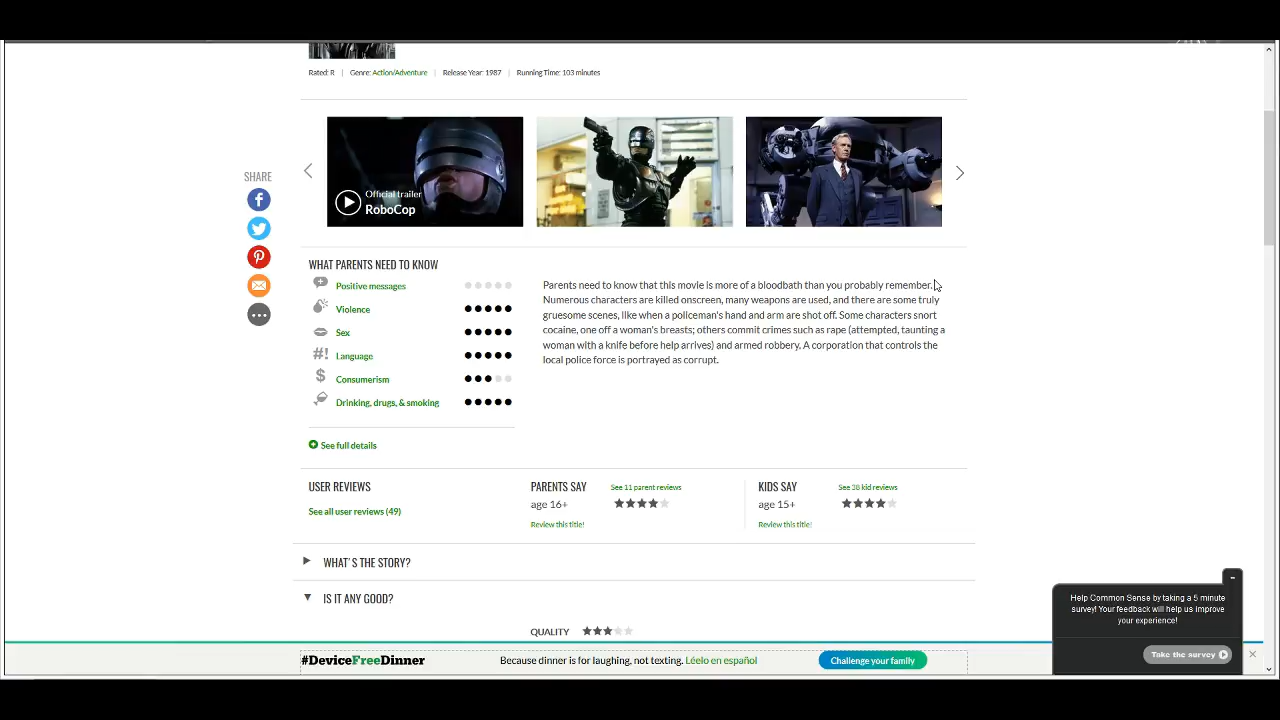 Rated: R | Genre: Action/Adventure | Release Year: 1987 | Running Time: 103 minutes
SHARE
Official trailer
RoboCop
WHAT PARENTS NEED TO KNOW
Positive messages
Violence
Sex
#! Language
$ Consumerism
Drinking, drugs, & smoking
See full details
Parents need to know that this movie is more of a bloodbath than you probably remember.
Numerous characters are killed onscreen, many weapons are used, and there are some truly
gruesome scenes, like when a policeman's hand and arm are shot off. Some characters snort
cocaine, one off a woman's breasts; others commit crimes such as rape (attempted, taunting a
woman with a knife before help arrives) and armed robbery. A corporation that controls the
local police force is portrayed as corrupt.
USER REVIEWS
See all user reviews (49)
PARENTS SAY See 11 parent reviews
age 16+
Review this title!
KIDS SAY See 38 kid reviews
age 15+
Review this title!
WHAT'S THE STORY?
IS IT ANY GOOD?
QUALITY
Help Common Sense by taking a 5 minute
survey! Your feedback will help us improve
your experience!
Take the survey
#DeviceFreeDinner Because dinner is for laughing, not texting. Léelo en español Challenge your family